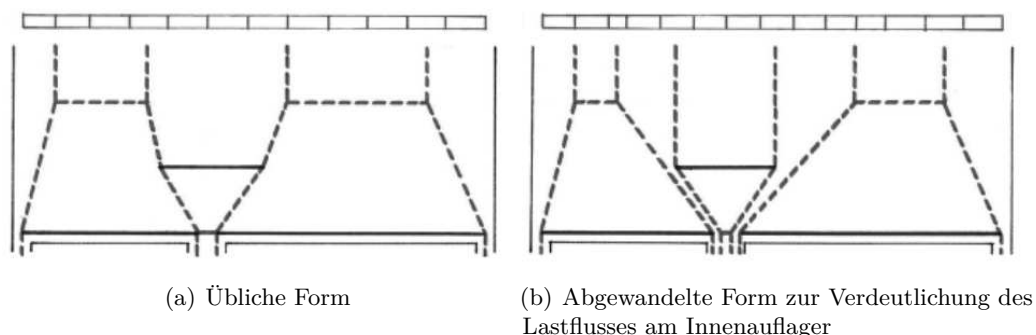 (a) Übliche Form
(b) Abgewandelte Form zur Verdeutlichung des
Lastflusses am Innenauflager